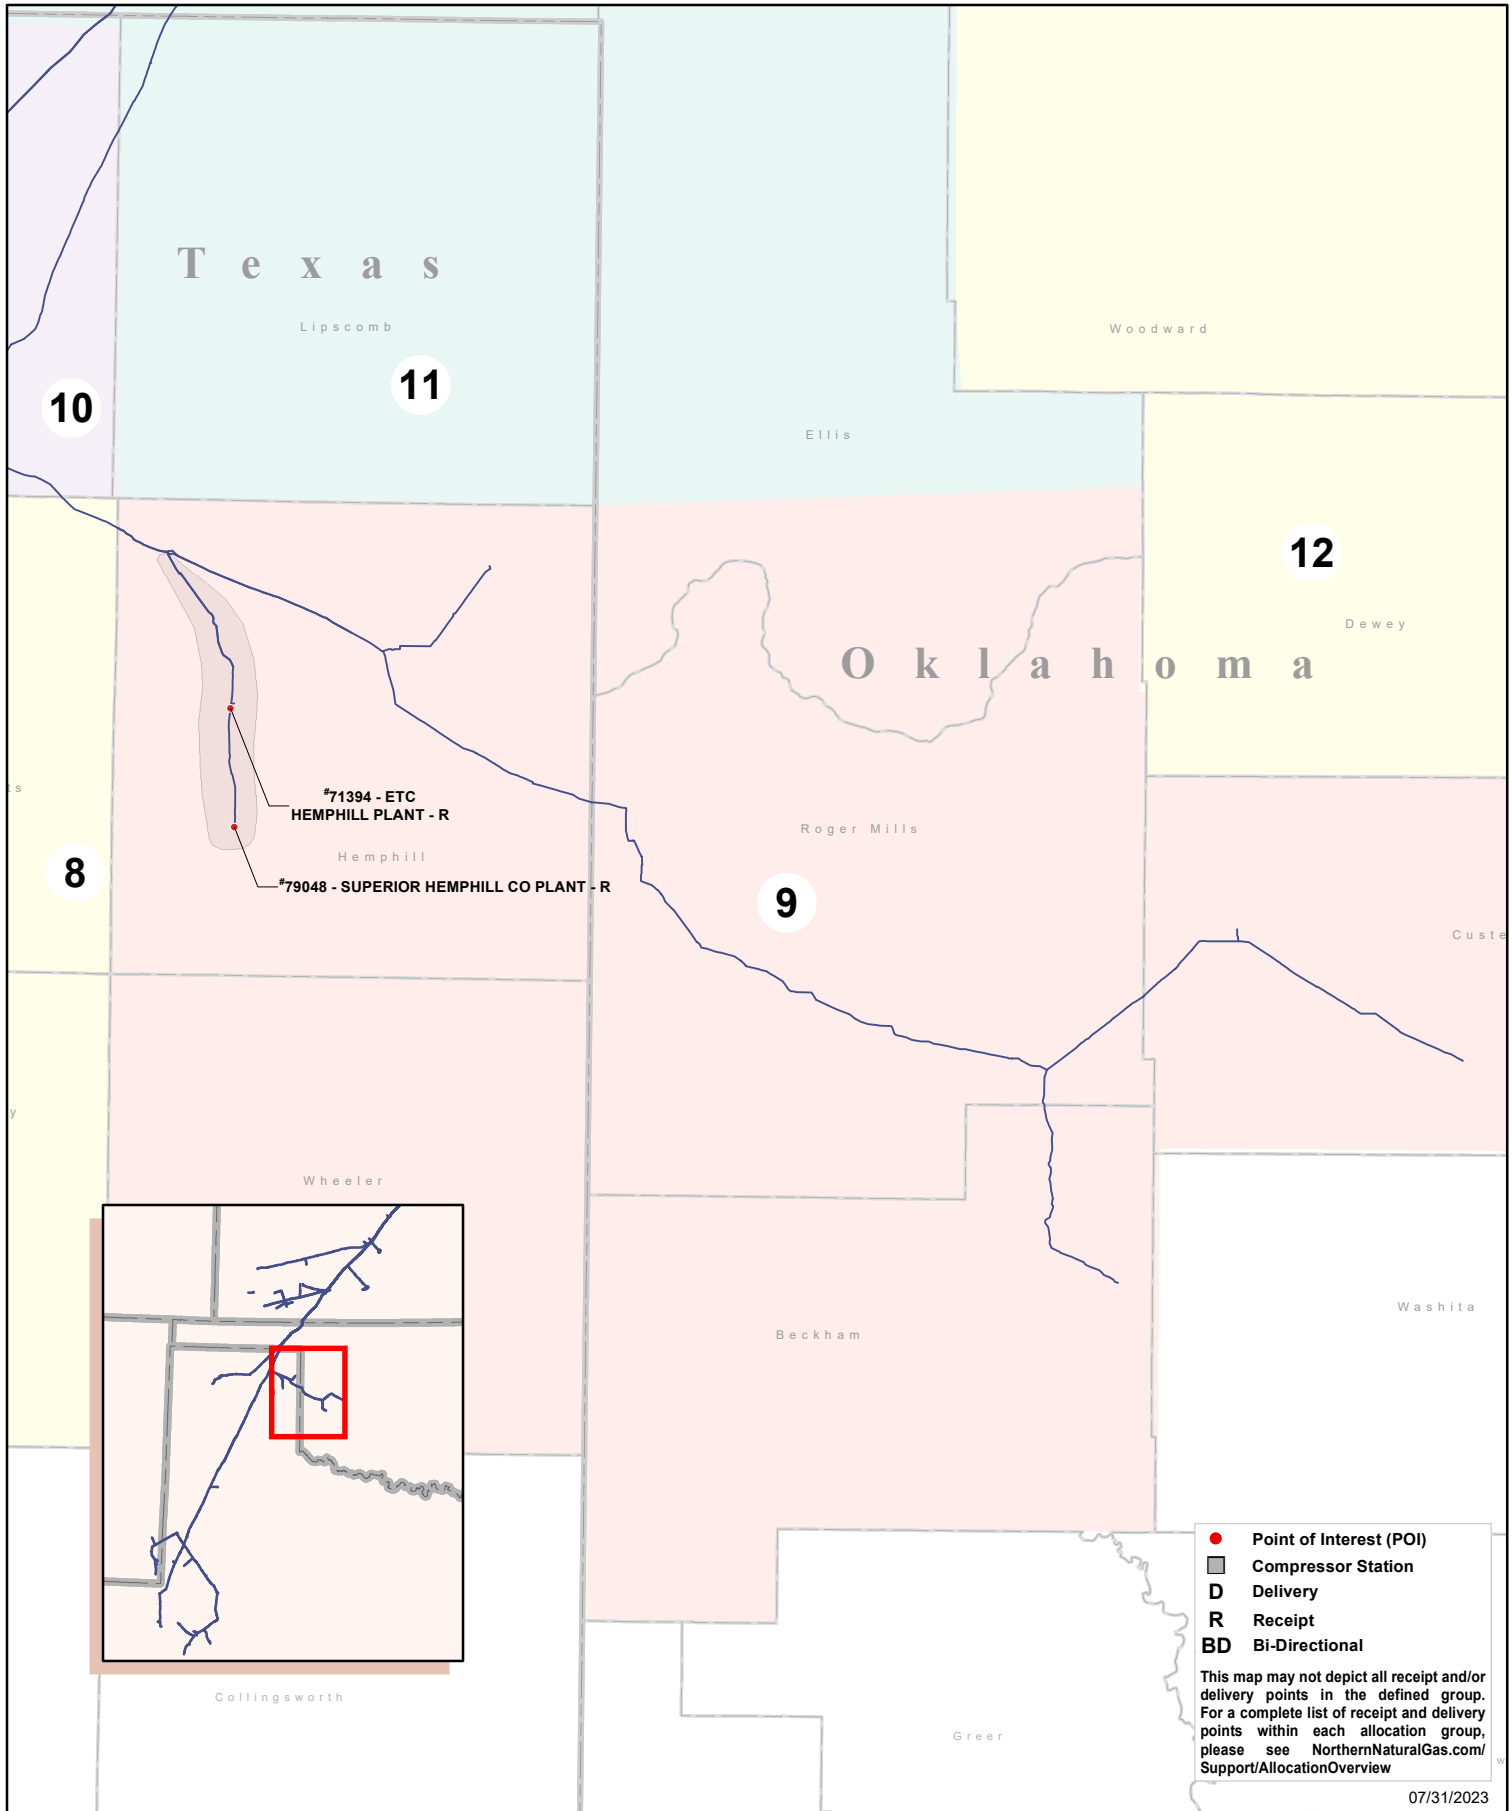 T e x a s
Lipscomb
Woodward
11
10
Ellis
12
Dewey
O k l a h o m a
#71394 - ETC
HEMPHILL PLANT - R
Roger Mills
Hemphill
8
#79048 - SUPERIOR HEMPHILL CO PLANT - R
9
Custe
Wheeler
Washita
Beckham
Collingsworth
Greer
Point of Interest (POI)
Compressor Station
D Delivery
R Receipt
BD Bi-Directional
This map may not depict all receipt and/or
delivery points in the defined group.
For a complete list of receipt and delivery
points within each allocation group,
please see NorthernNaturalGas.com/
Support/AllocationOverview
07/31/2023